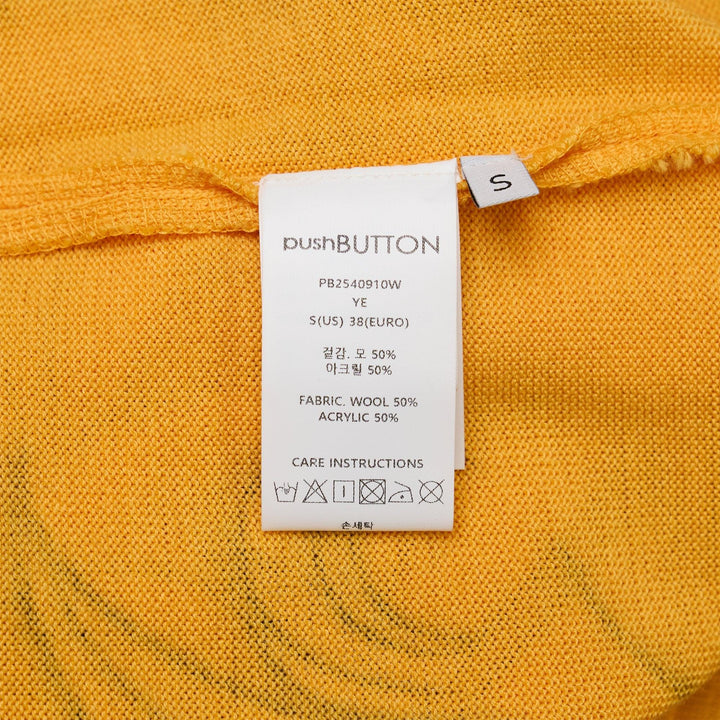 S
pushBUTTON
PB2540910W
YE
S(US) 38(EURO)
겉감. 모 50%
아크릴 50%
FABRIC. WOOL 50%
ACRYLIC 50%
CARE INSTRUCTIONS
손세탁